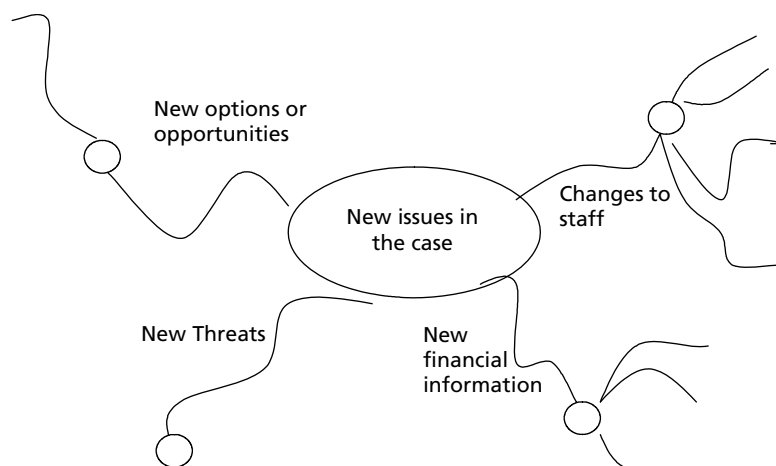 New options or
opportunities
New issues in
the case
Changes to
staff
New Threats
New
financial
information